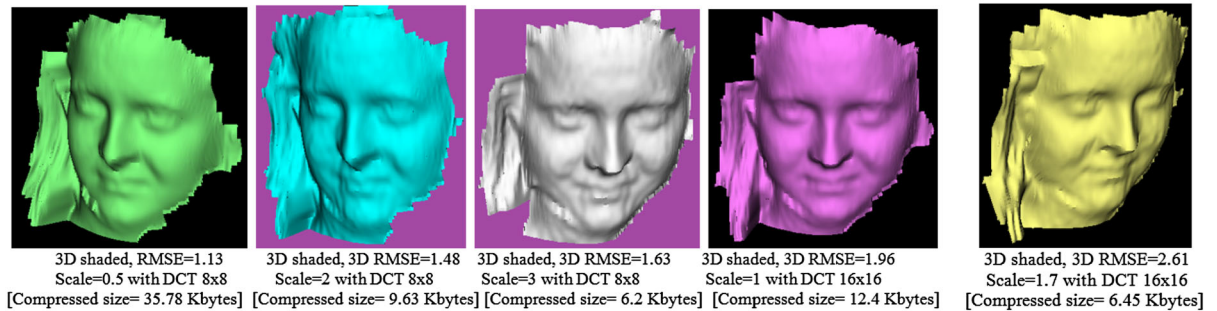 3D shaded, RMSE=1.13
Scale=0.5 with DCT 8x8
[Compressed size= 35.78 Kbytes]
3D shaded, 3D RMSE=1.48
Scale=2 with DCT 8x8
[Compressed size= 9.63 Kbytes]
3D shaded, 3D RMSE=1.63
Scale=3 with DCT 8x8
[Compressed size= 6.2 Kbytes]
3D shaded, 3D RMSE=1.96
Scale=1 with DCT 16x16
[Compressed size= 12.4 Kbytes]
3D shaded, 3D RMSE=2.61
Scale=1.7 with DCT 16x16
[Compressed size= 6.45 Kbytes]